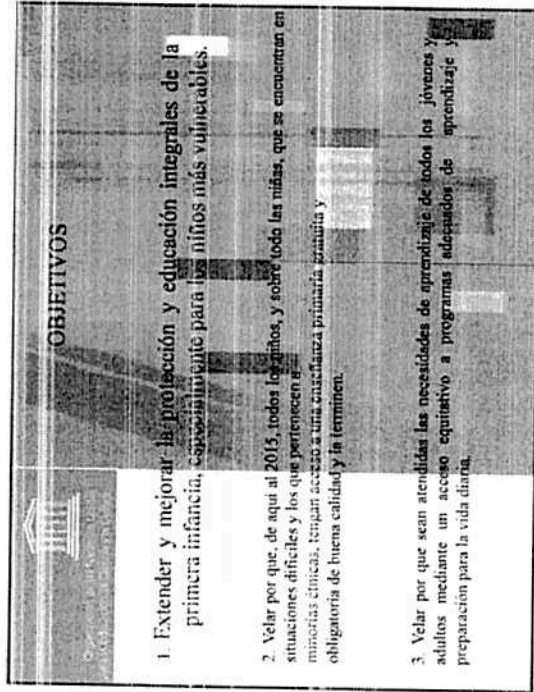 OBJETIVOS
1. Extender y mejorar la protección y educación integrales de la
primera infancia, especialmente para los niños más vulnerables.
2. Velar por que, de aquí al 2015, todos los niños, y sobre todo las niñas, que se encuentran en
situaciones difíciles y los que pertenecen a
minorías étnicas, tengan acceso a una enseñanza primaria gratuita y
obligatoria de buena calidad y la terminen.
3. Velar por que sean atendidas las necesidades de aprendizaje de todos los jóvenes y
adultos mediante un acceso equitativo a programas adecuados de aprendizaje y
preparación para la vida diaria.